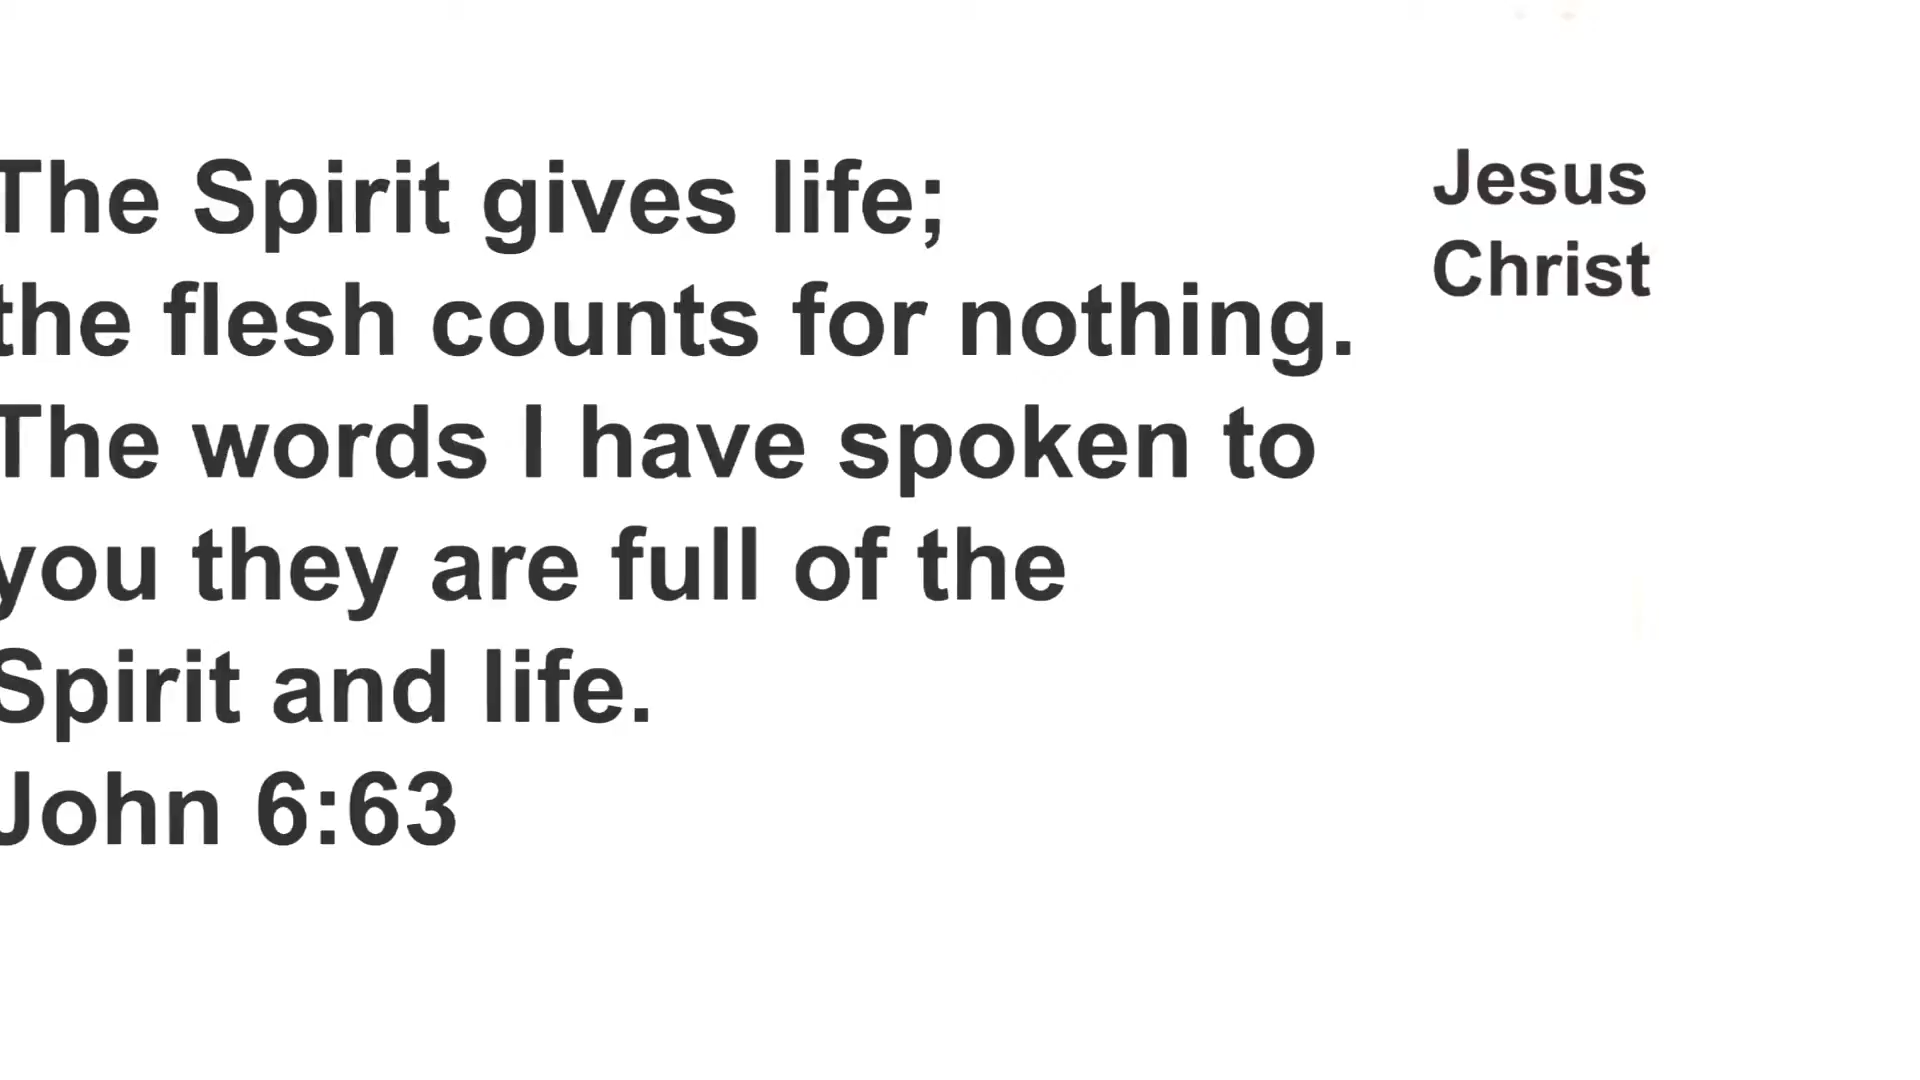 The Spirit gives life;
the flesh counts for nothing.
The words I have spoken to
you they are full of the
Spirit and life.
John 6:63
Jesus
Christ